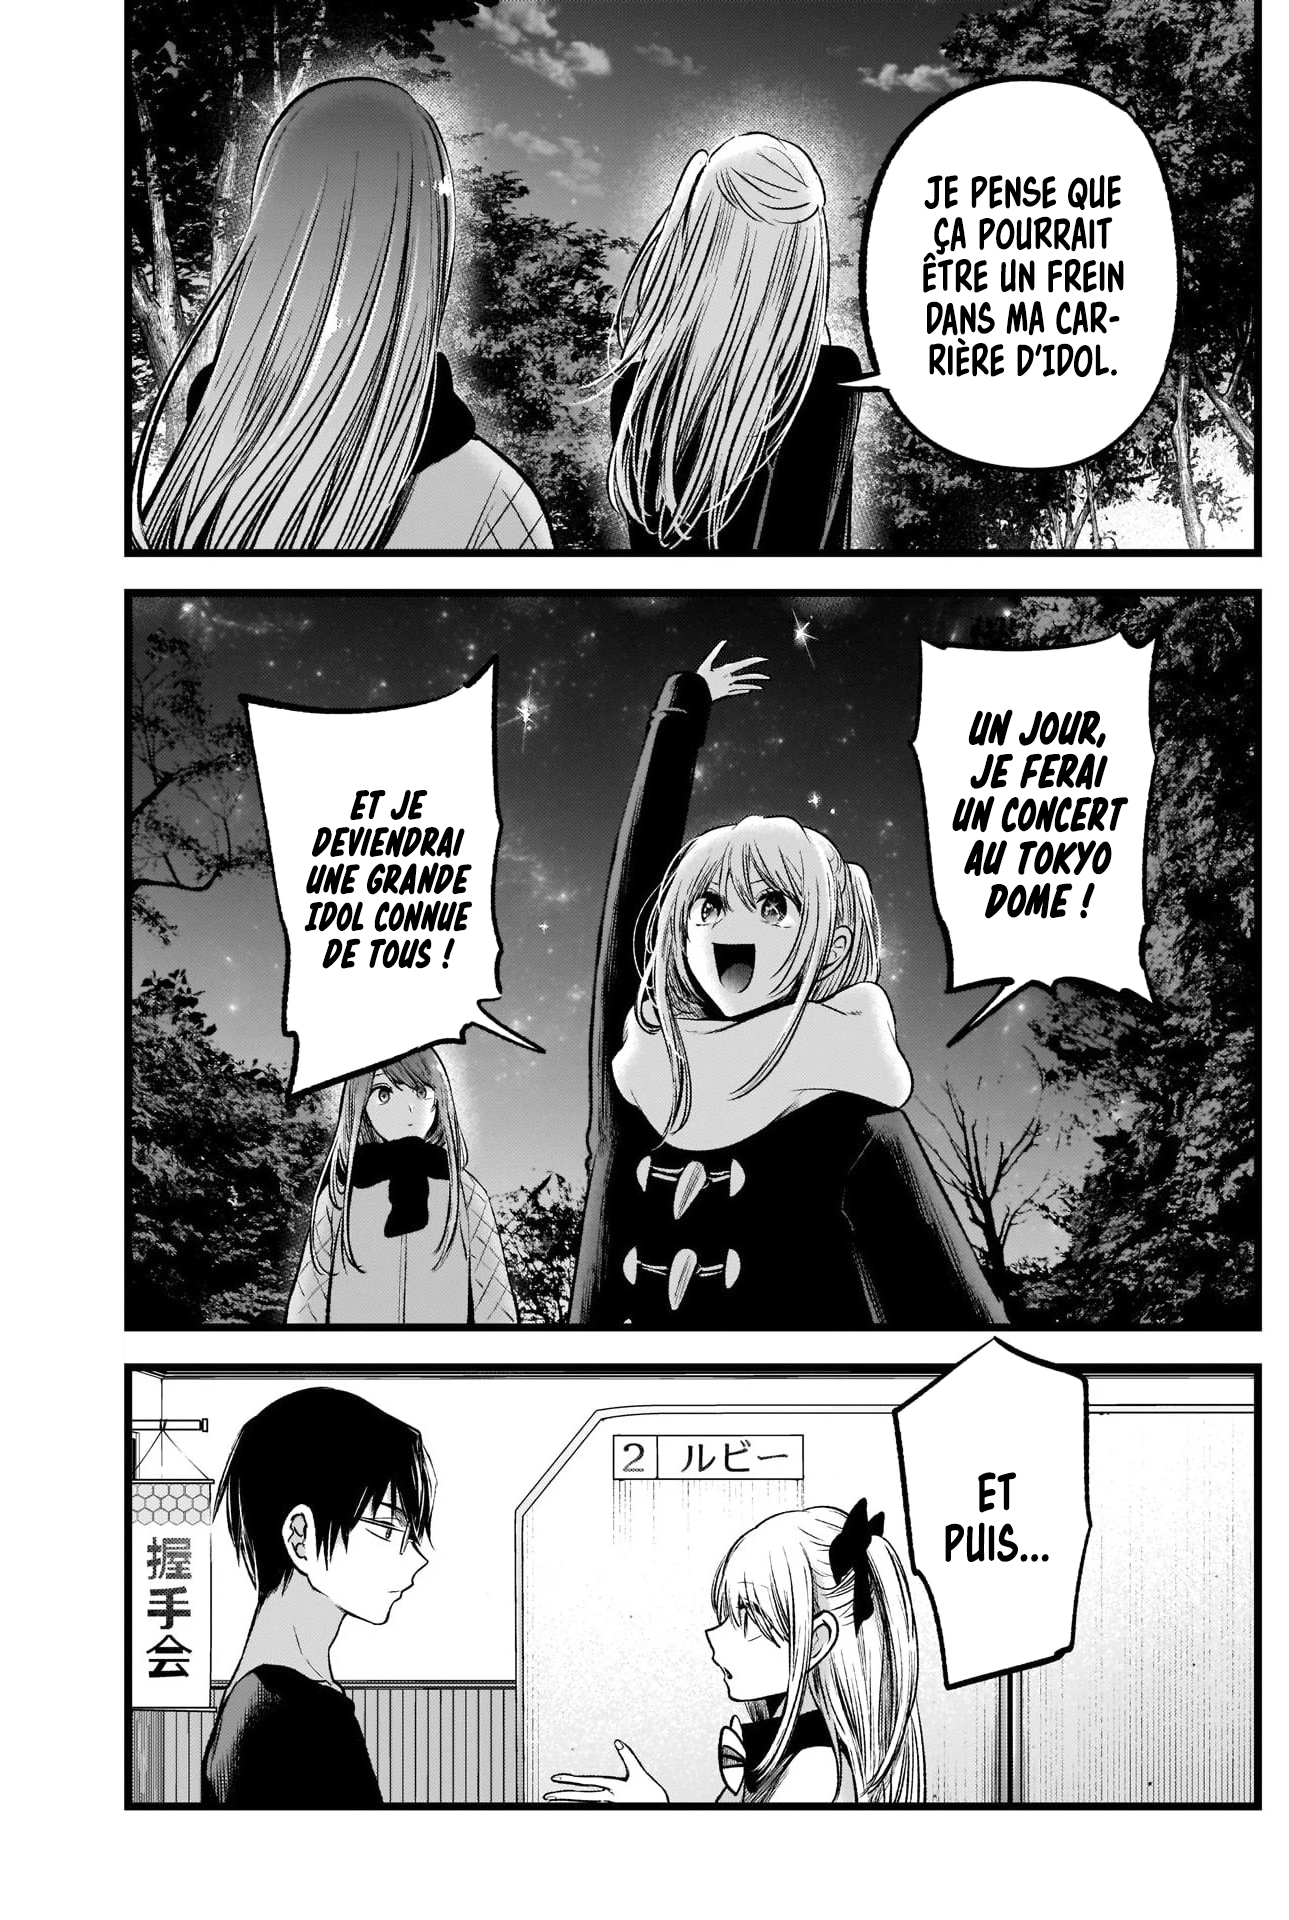 JE PENSE QUE
ÇA POURRAIT
ÊTRE UN FREIN
DANS MA CAR-
RIÈRE D'IDOL.
UN JOUR,
JE FERAI
UN CONCERT
AU TOKYO
DOME !
ET JE
DEVIENDRAI
UNE GRANDE
IDOL CONNUE
DE TOUS !
ET
PUIS...
2 ルビー
握手会